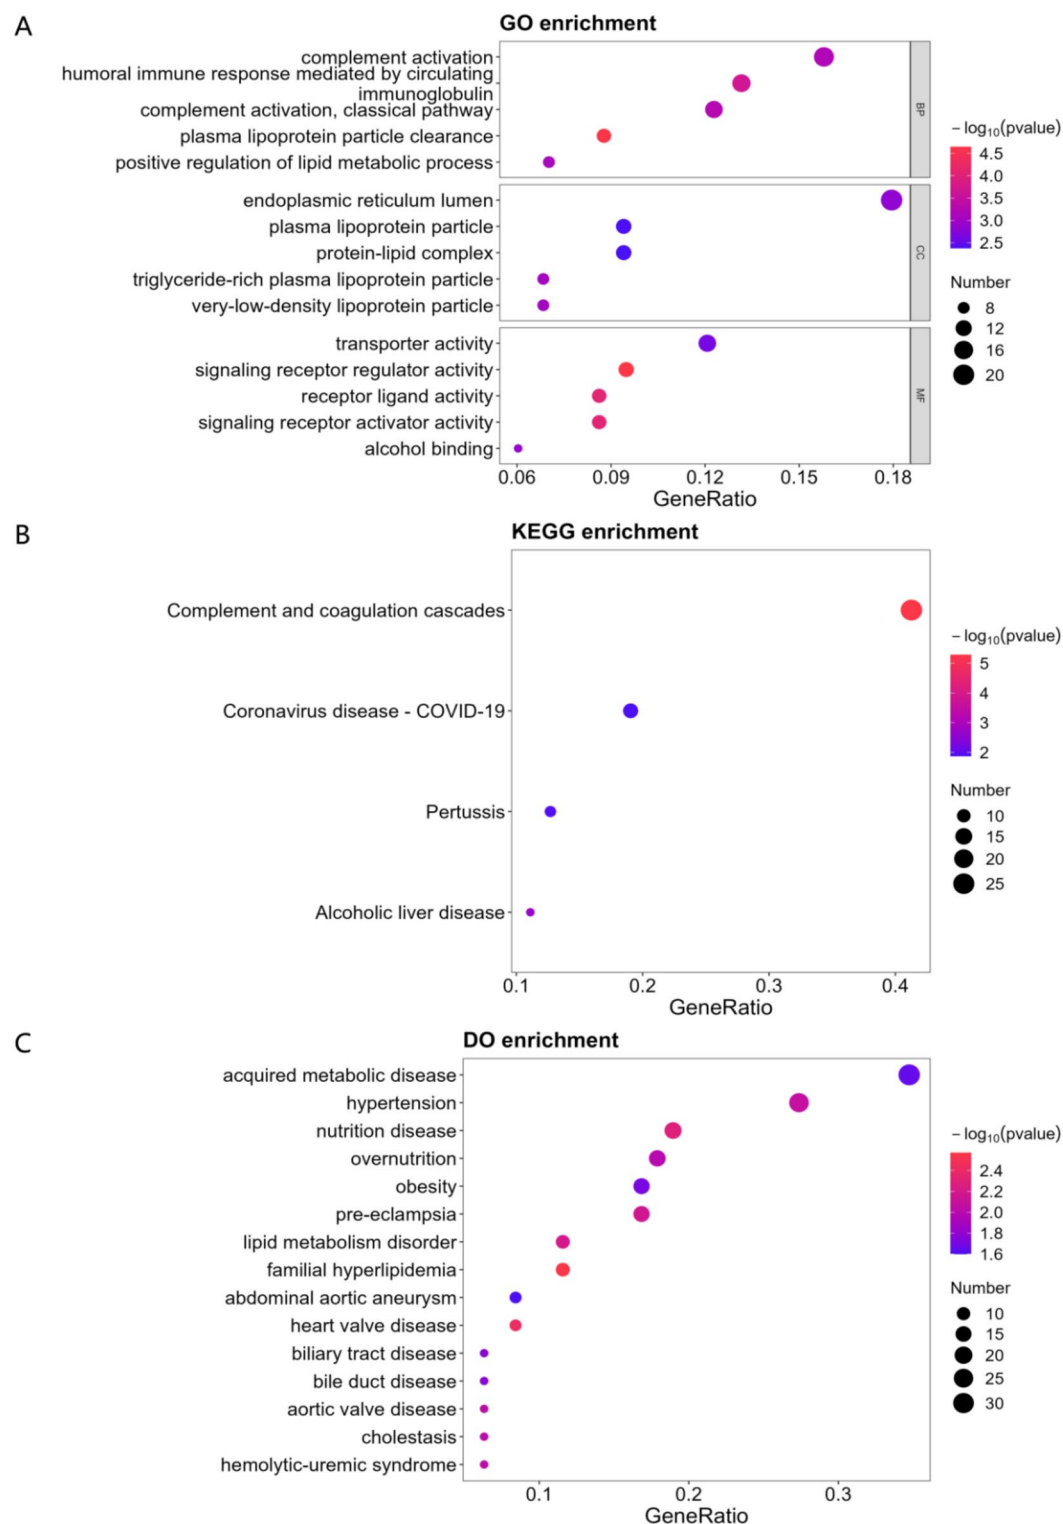 A
GO enrichment
complement activation
humoral immune response mediated by circulating
immunoglobulin
complement activation, classical pathway
plasma lipoprotein particle clearance
positive regulation of lipid metabolic process
BP
endoplasmic reticulum lumen
plasma lipoprotein particle
protein-lipid complex
triglyceride-rich plasma lipoprotein particle
very-low-density lipoprotein particle
CC
transporter activity
signaling receptor regulator activity
receptor ligand activity
signaling receptor activator activity
alcohol binding
MF
0.06 0.09 0.12 0.15 0.18
GeneRatio
− log10(pvalue)
4.5
4.0
3.5
3.0
2.5
Number
8
12
16
20
B
KEGG enrichment
Complement and coagulation cascades
Coronavirus disease - COVID-19
Pertussis
Alcoholic liver disease
0.1 0.2 0.3 0.4
GeneRatio
− log10(pvalue)
5
4
3
2
Number
10
15
20
25
C
DO enrichment
acquired metabolic disease
hypertension
nutrition disease
overnutrition
obesity
pre-eclampsia
lipid metabolism disorder
familial hyperlipidemia
abdominal aortic aneurysm
heart valve disease
biliary tract disease
bile duct disease
aortic valve disease
cholestasis
hemolytic-uremic syndrome
0.1 0.2 0.3
GeneRatio
− log10(pvalue)
2.4
2.2
2.0
1.8
1.6
Number
10
15
20
25
30